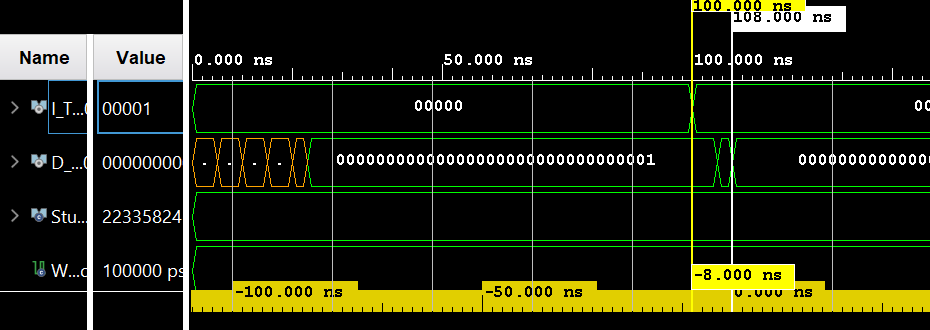 100.000 ns
108.000 ns
Name Value
0.000 ns 50.000 ns 100.000 ns
I_T...0 00001 00000 00
D_...0 00000000 . . . . 00000000000000000000000000000001 0000000000000
Stu... 22335824
W...c 100000 ps
-8.000 ns
-100.000 ns -50.000 ns 0.000 ns